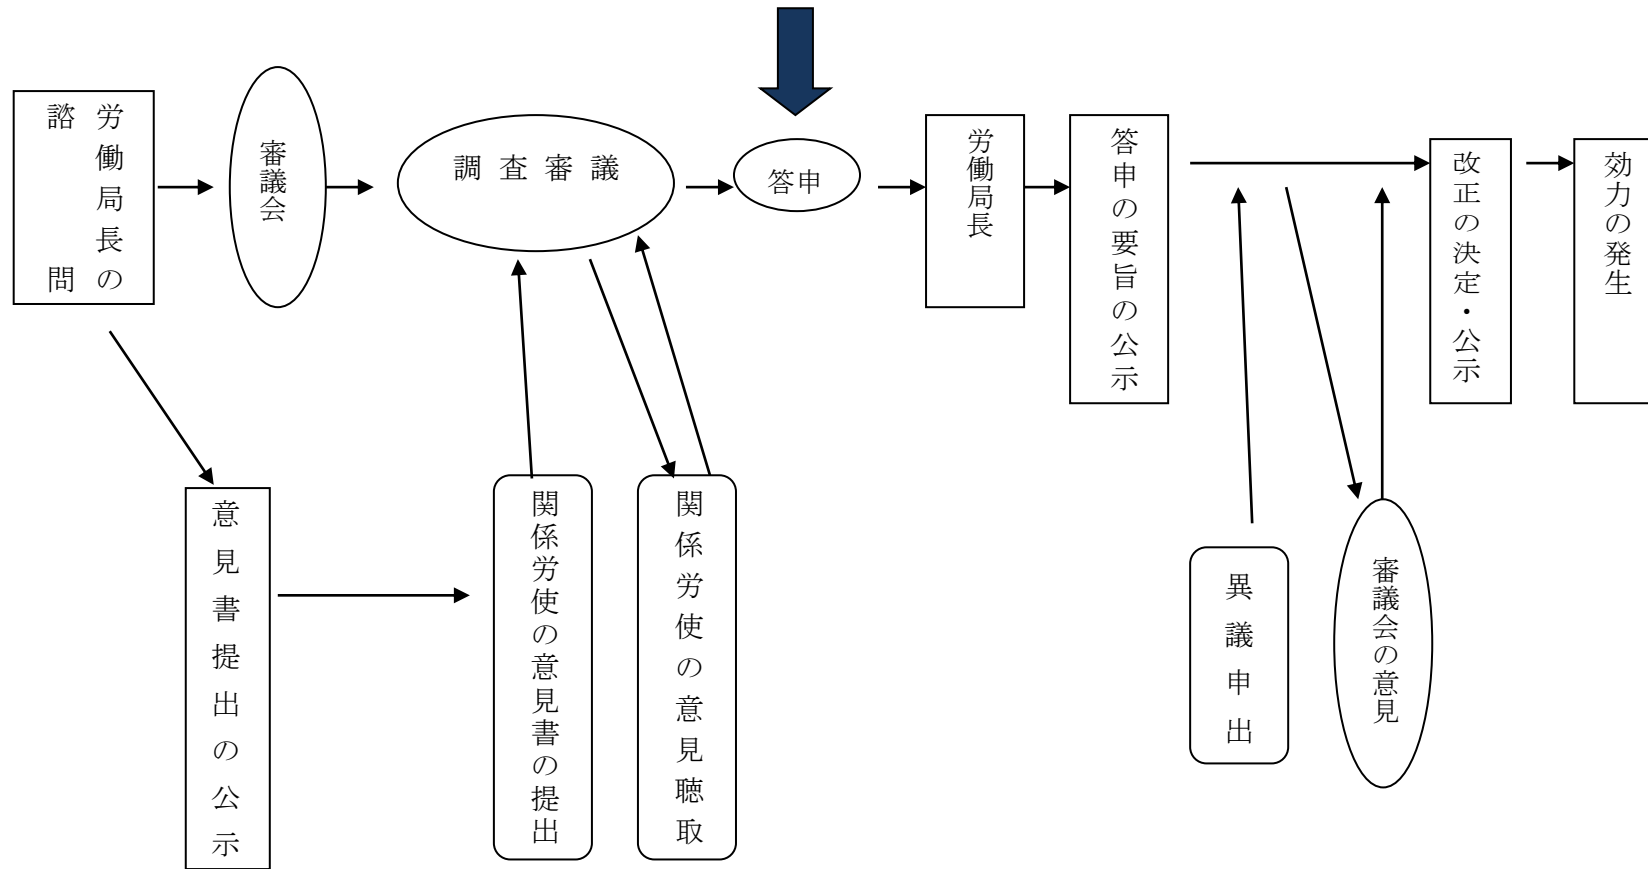 労働局長の
諮問
審議会
調査審議
答申
労働局長
答申の要旨の公示
改正の決定・公示
効力の発生
意見書提出の公示
関係労使の意見書の提出
関係労使の意見聴取
異議申出
審議会の意見